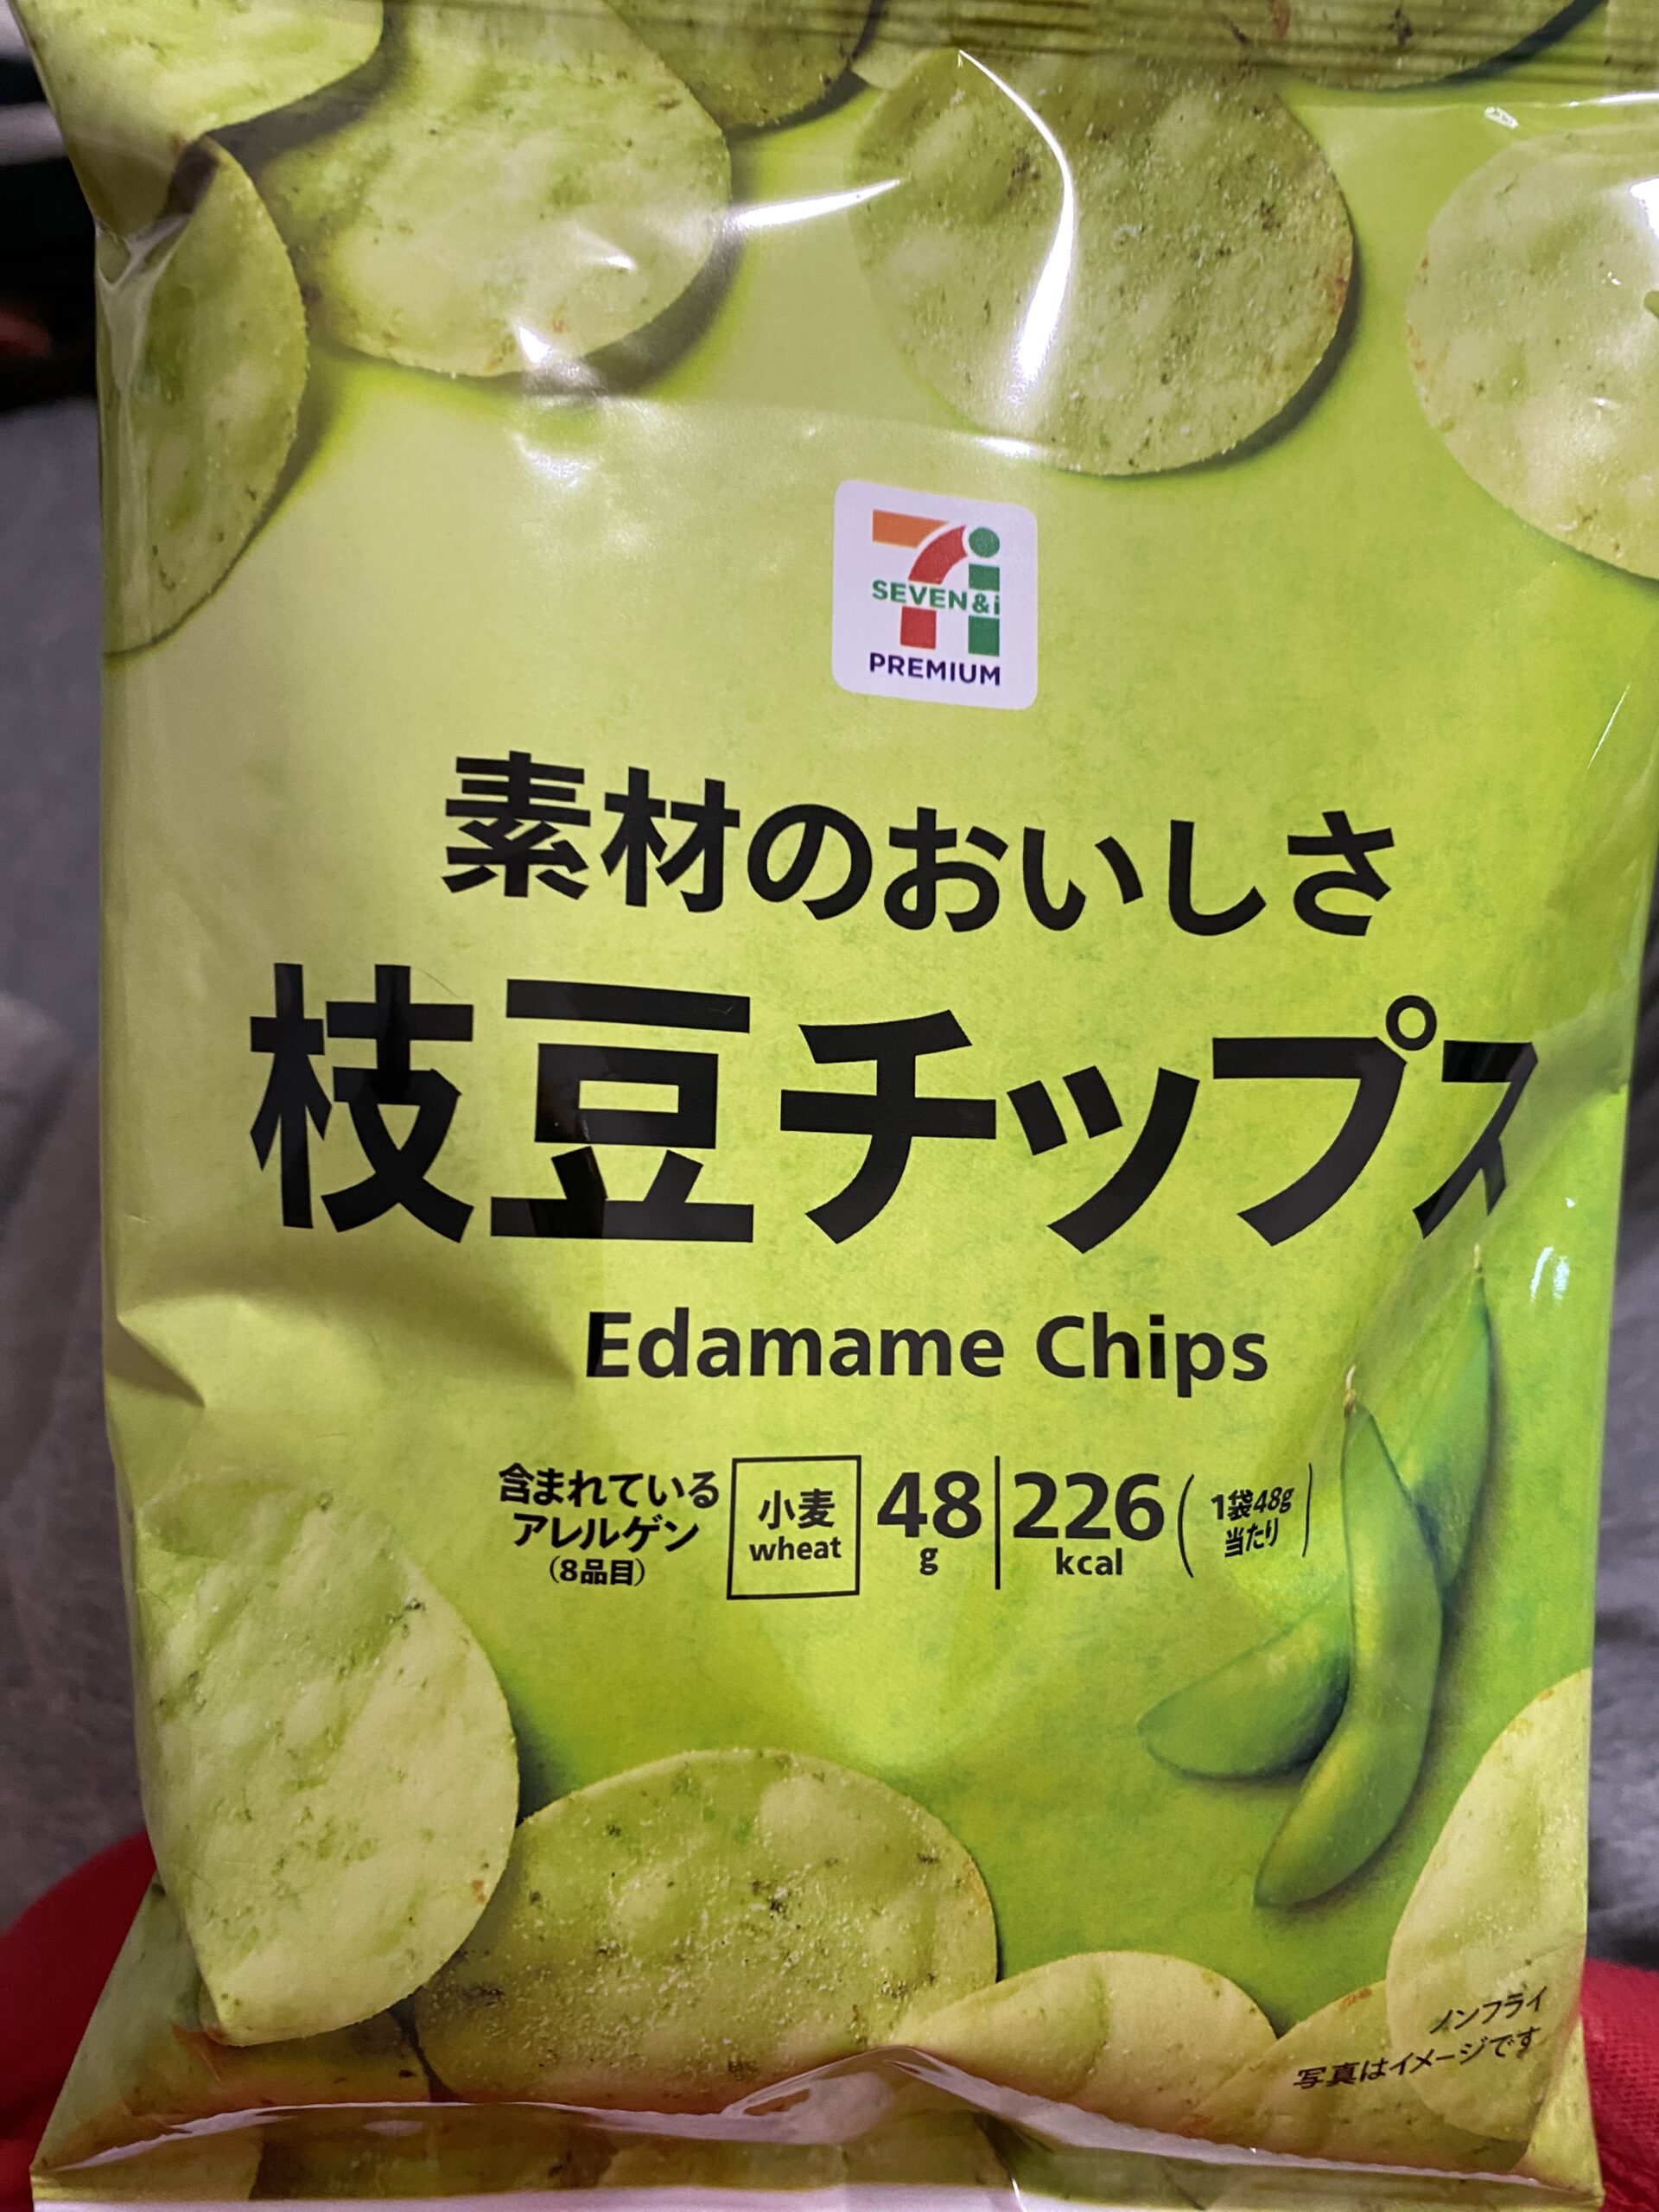 SEVEN&i
PREMIUM
素材のおいしさ
枝豆チップス
Edamame Chips
含まれている
アレルゲン
(8品目)
小麦
wheat
48
g
226
kcal
1袋48g
当たり
ノンフライ
写真はイメージです